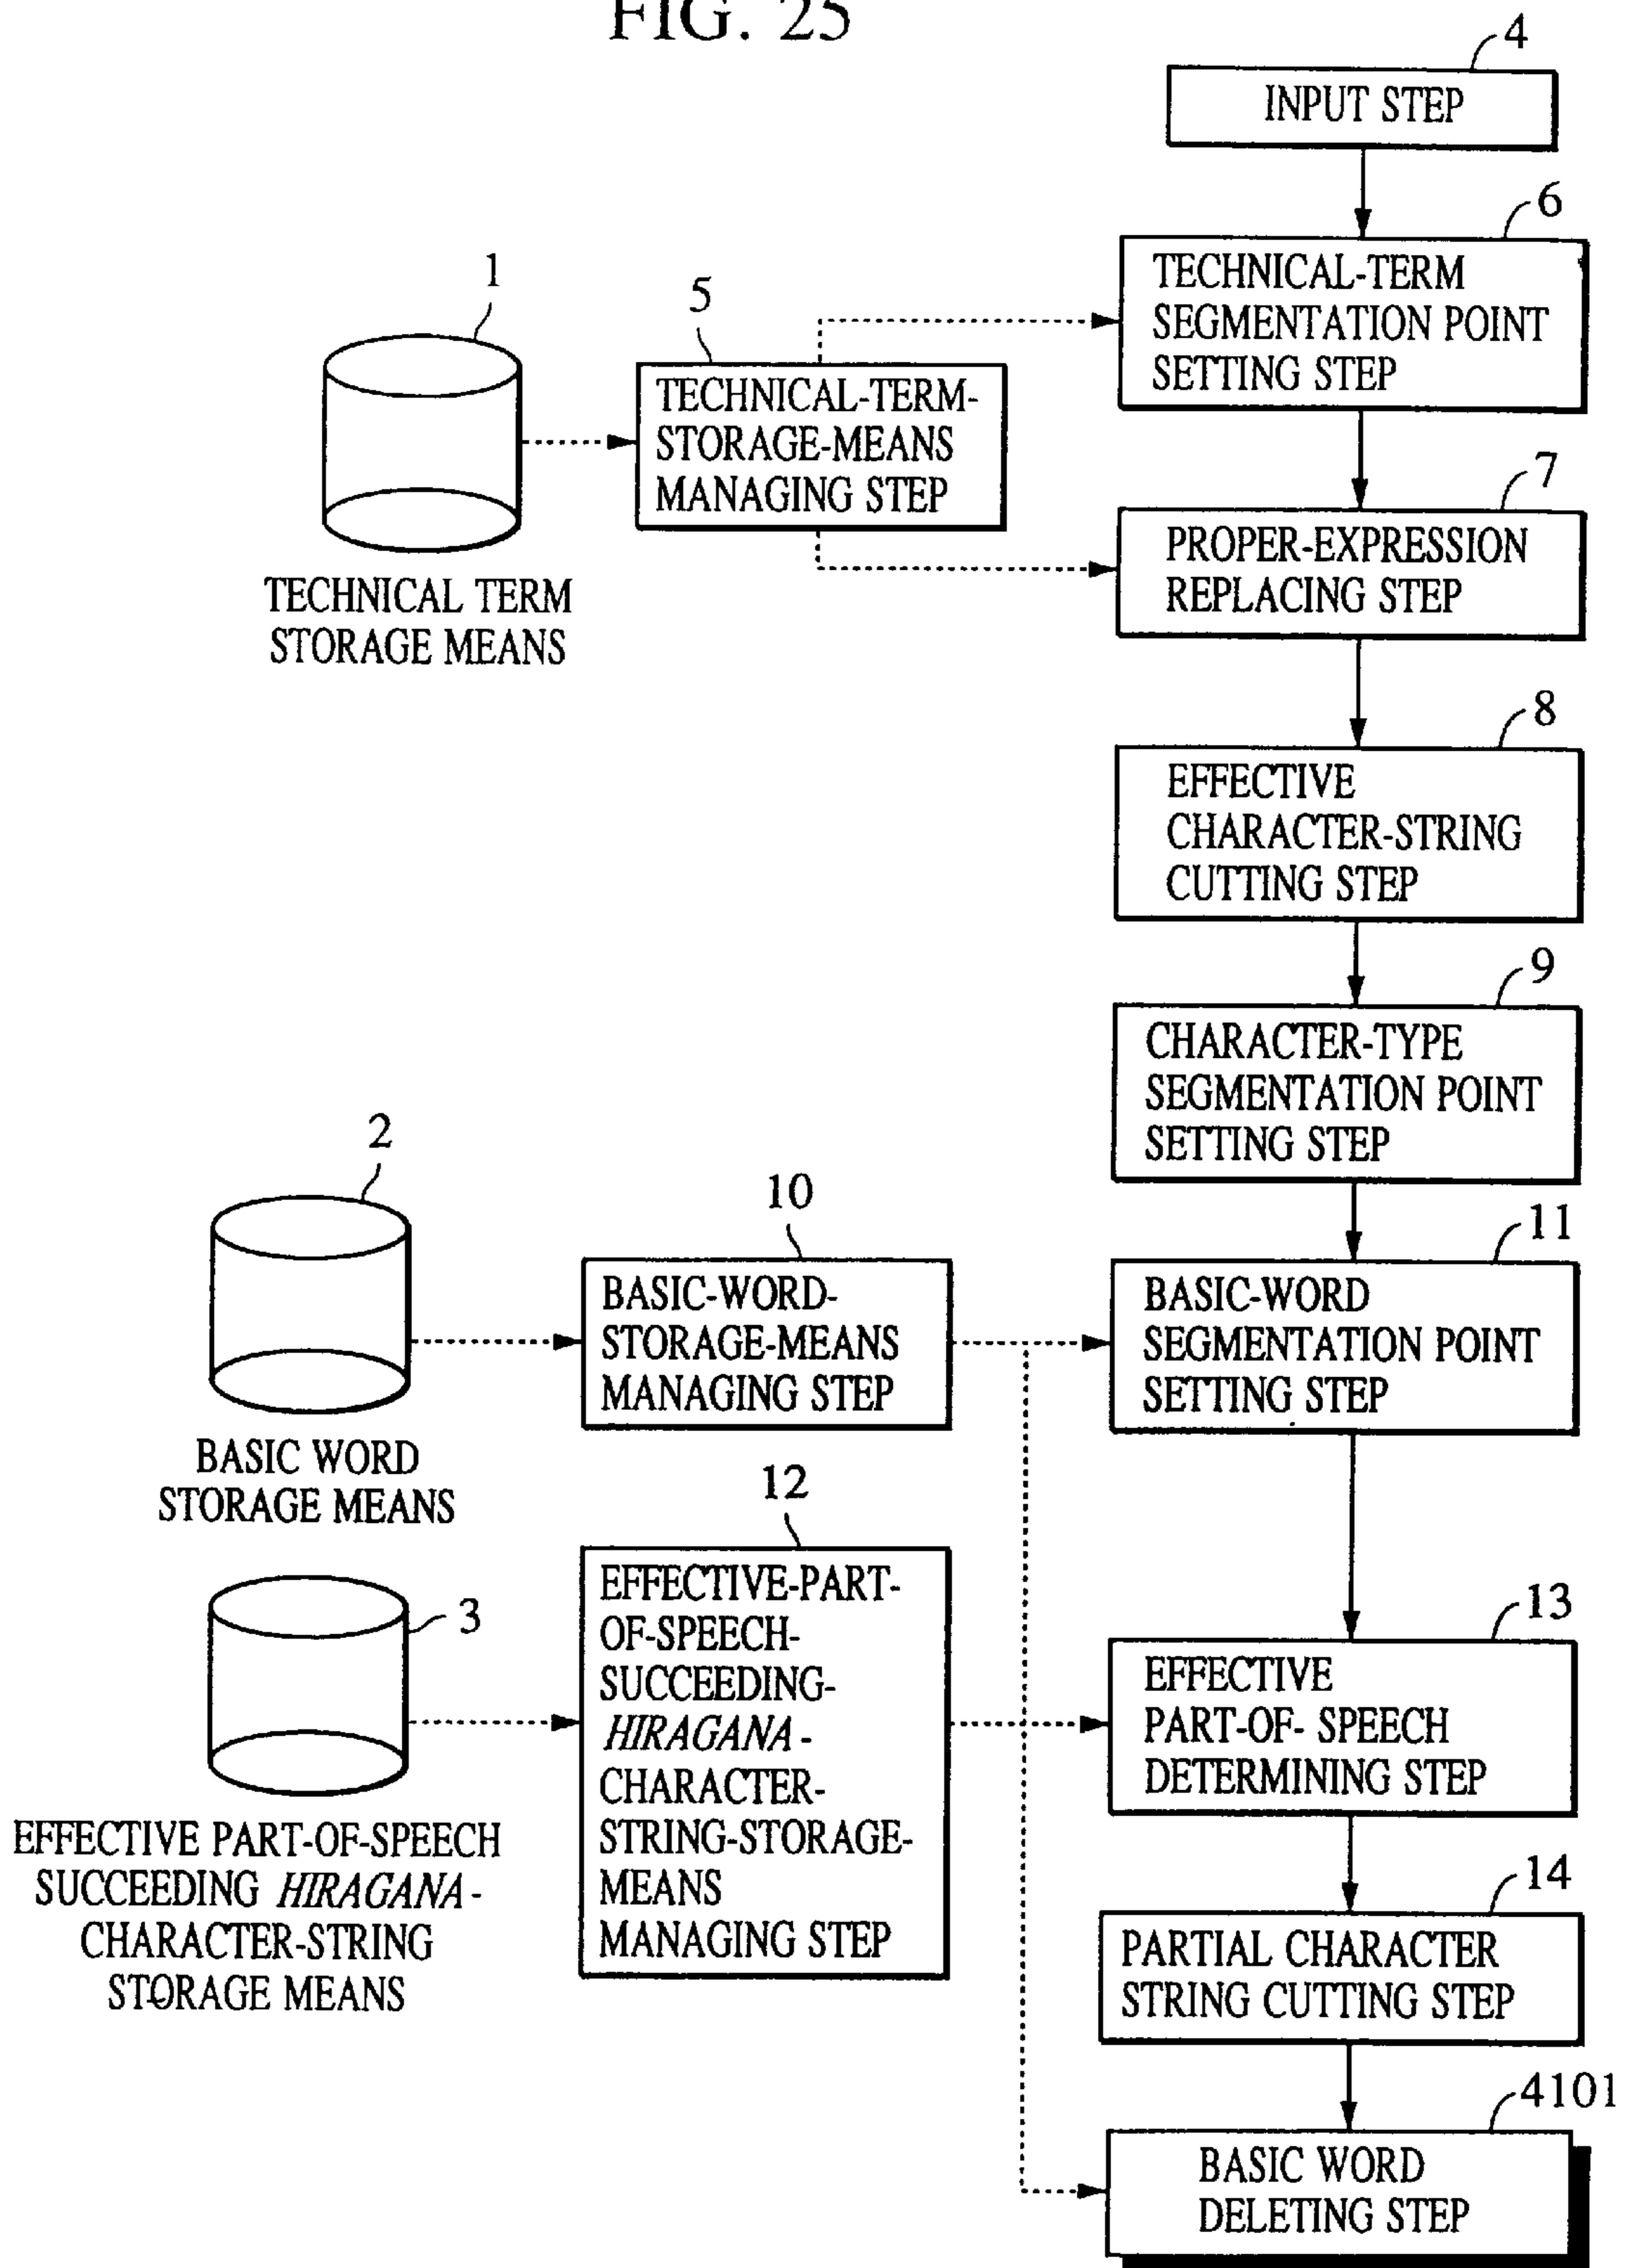 FIG. 25
4
INPUT STEP
6
TECHNICAL-TERM
SEGMENTATION POINT
SETTING STEP
1
TECHNICAL TERM
STORAGE MEANS
5
TECHNICAL-TERM-
STORAGE-MEANS
MANAGING STEP
7
PROPER-EXPRESSION
REPLACING STEP
8
EFFECTIVE
CHARACTER-STRING
CUTTING STEP
9
CHARACTER-TYPE
SEGMENTATION POINT
SETTING STEP
2
BASIC WORD
STORAGE MEANS
10
BASIC-WORD-
STORAGE-MEANS
MANAGING STEP
11
BASIC-WORD
SEGMENTATION POINT
SETTING STEP
3
EFFECTIVE PART-OF-SPEECH
SUCCEEDING HIRAGANA-
CHARACTER-STRING
STORAGE MEANS
12
EFFECTIVE-PART-
OF-SPEECH-
SUCCEEDING-
HIRAGANA-
CHARACTER-
STRING-STORAGE-
MEANS
MANAGING STEP
13
EFFECTIVE
PART-OF- SPEECH
DETERMINING STEP
14
PARTIAL CHARACTER
STRING CUTTING STEP
4101
BASIC WORD
DELETING STEP